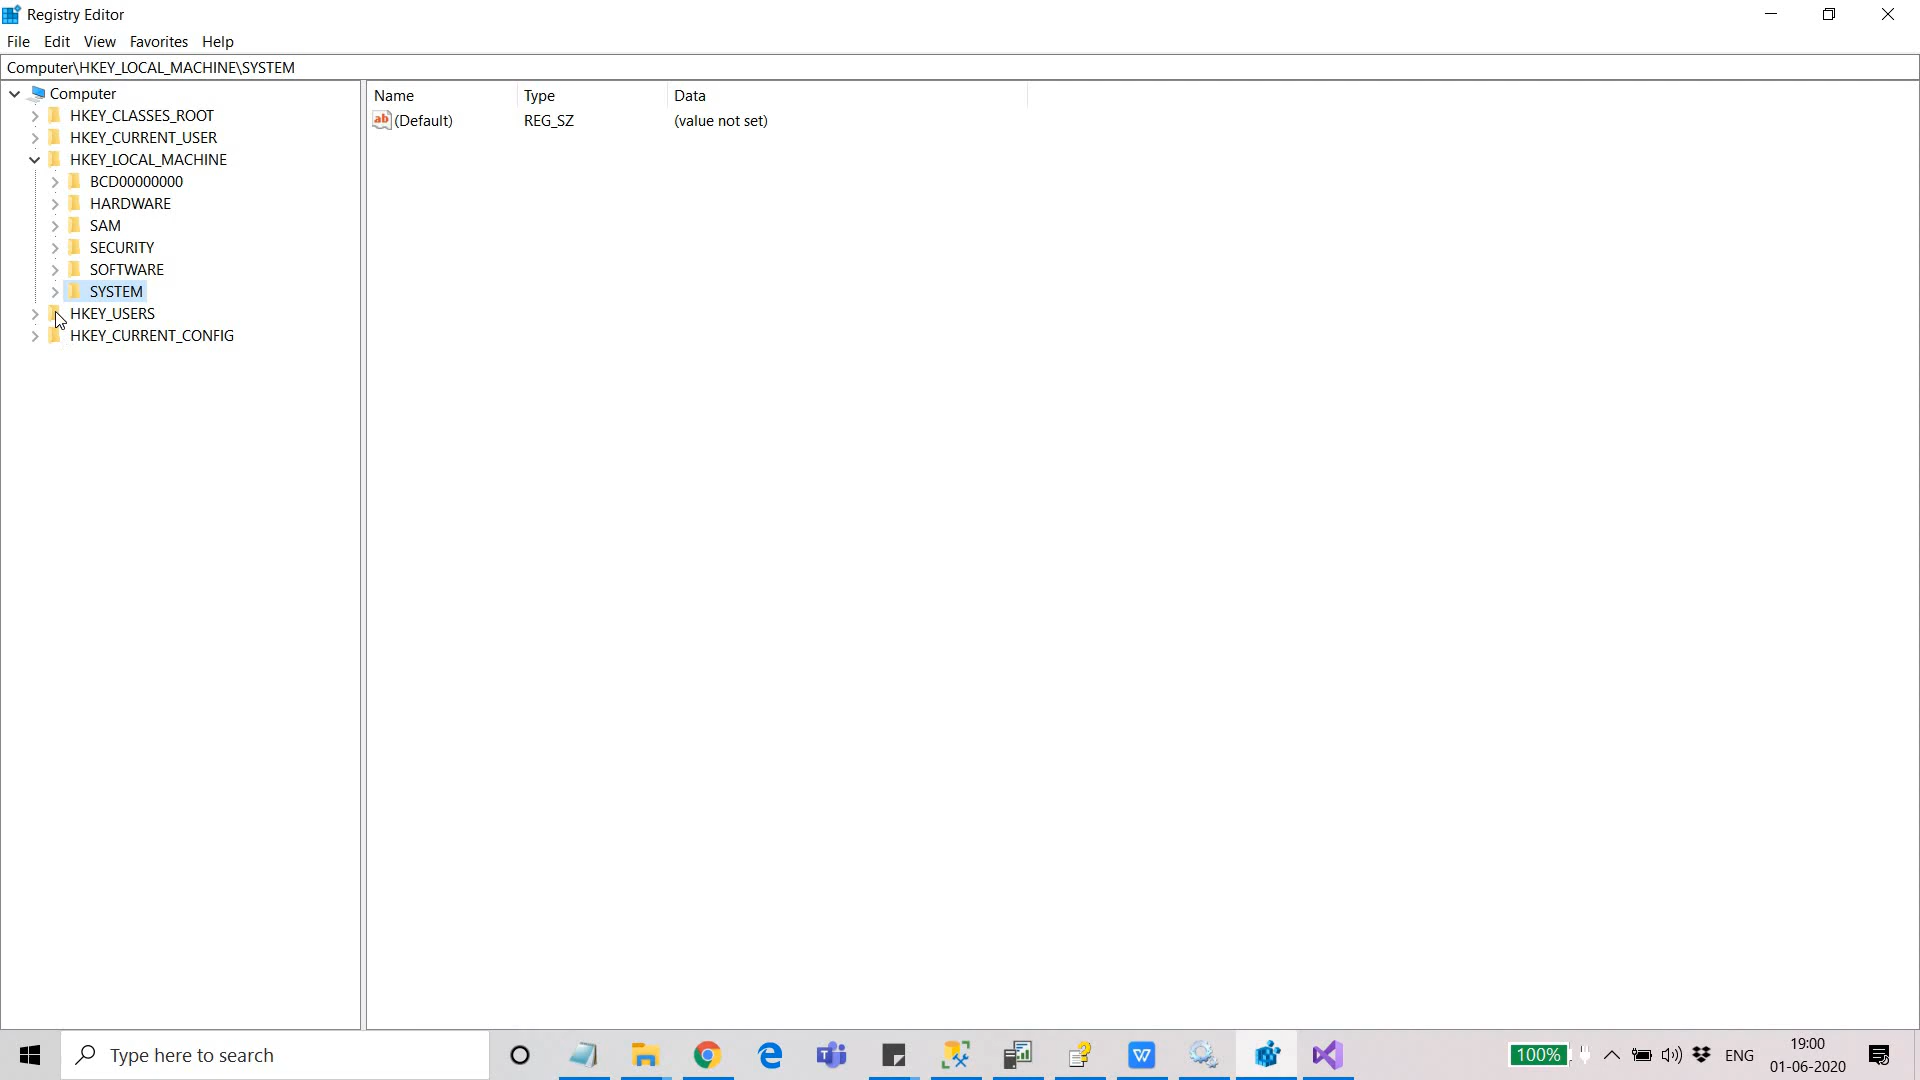 Registry Editor
File Edit View Favorites Help
Computer\HKEY_LOCAL_MACHINE\SYSTEM
Computer
HKEY_CLASSES_ROOT
HKEY_CURRENT_USER
HKEY_LOCAL_MACHINE
BCD00000000
HARDWARE
SAM
SECURITY
SOFTWARE
SYSTEM
HKEY_USERS
HKEY_CURRENT_CONFIG
Name Type Data
ab (Default) REG_SZ (value not set)
Type here to search
W
100%
ENG
19:00
01-06-2020